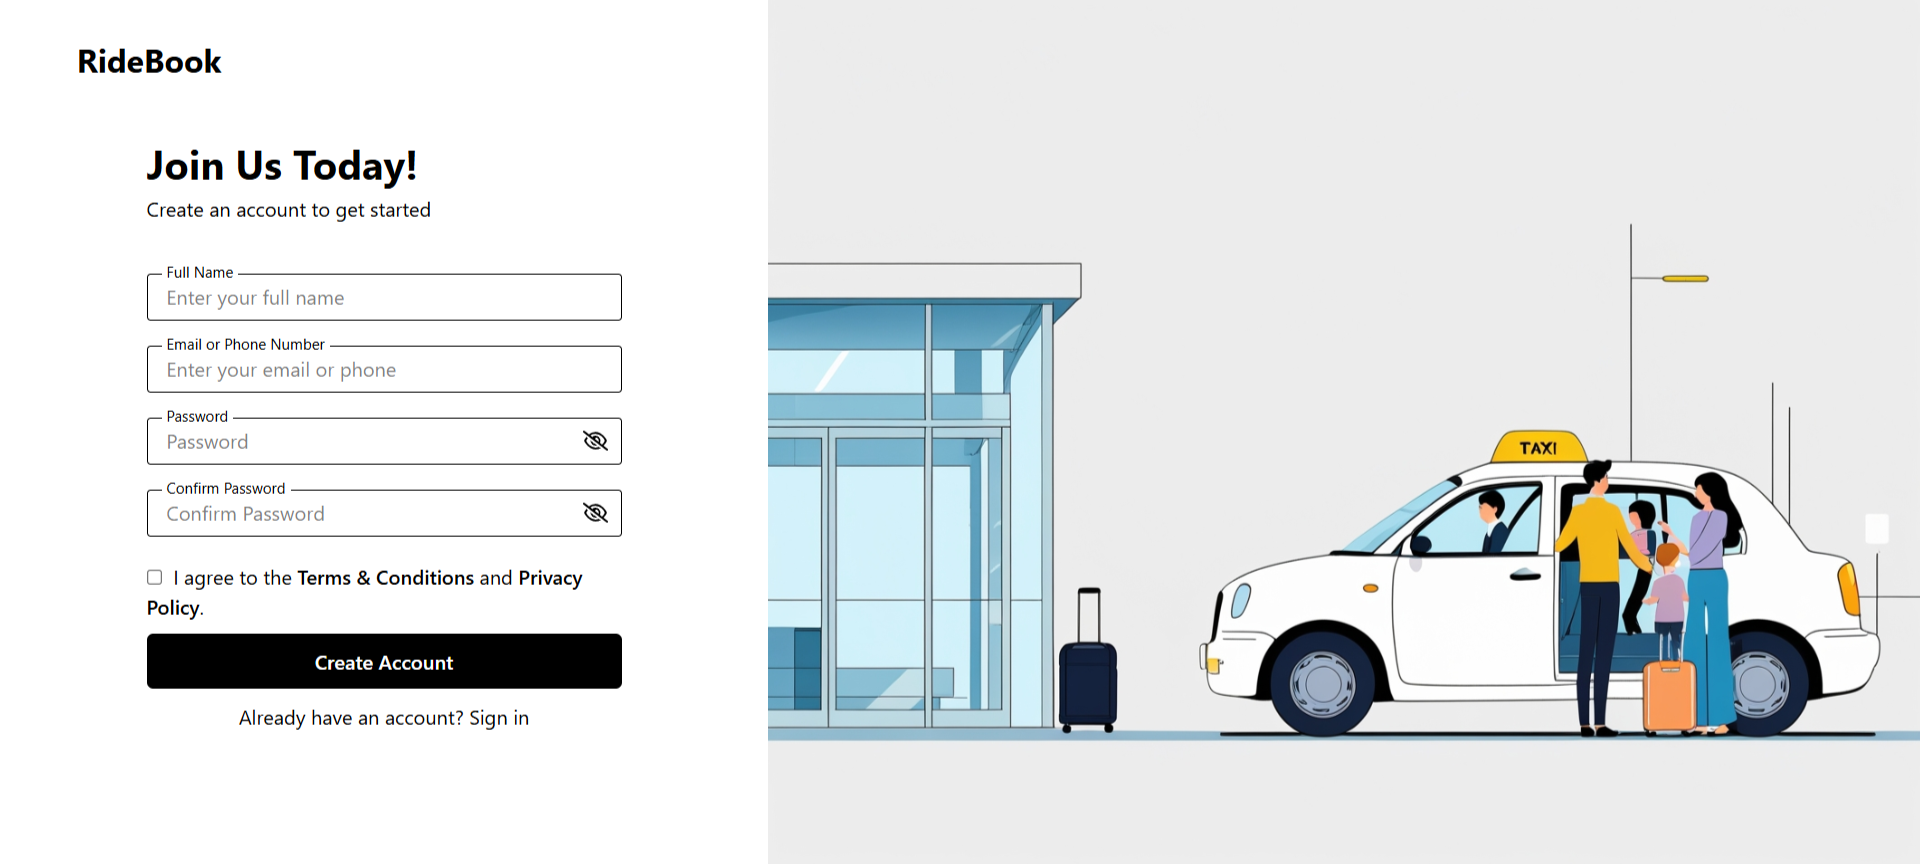 RideBook
Join Us Today!
Create an account to get started
Full Name
Enter your full name
Email or Phone Number
Enter your email or phone
Password
Password
Confirm Password
Confirm Password
I agree to the Terms & Conditions and Privacy
Policy.
Create Account
Already have an account? Sign in
TAXI